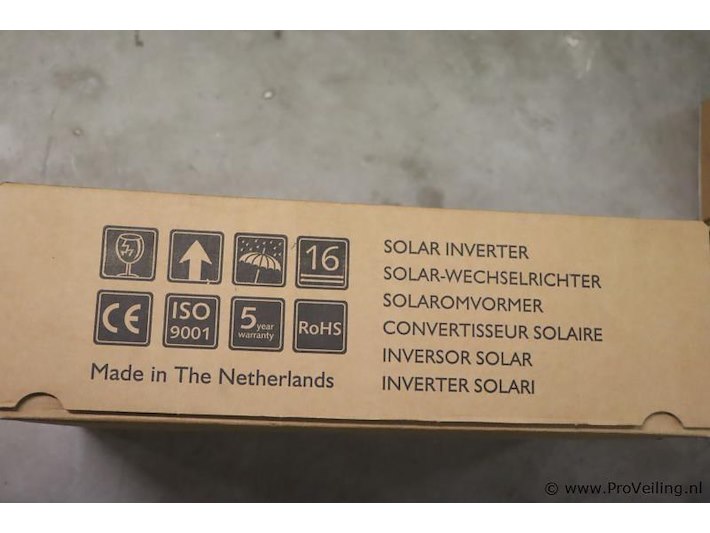 16
CE
ISO
9001
5 year
warranty
RoHS
Made in The Netherlands
SOLAR INVERTER
SOLAR-WECHSELRICHTER
SOLAROMVORMER
CONVERTISSEUR SOLAIRE
INVERSOR SOLAR
INVERTER SOLARI
© www.ProVeiling.nl